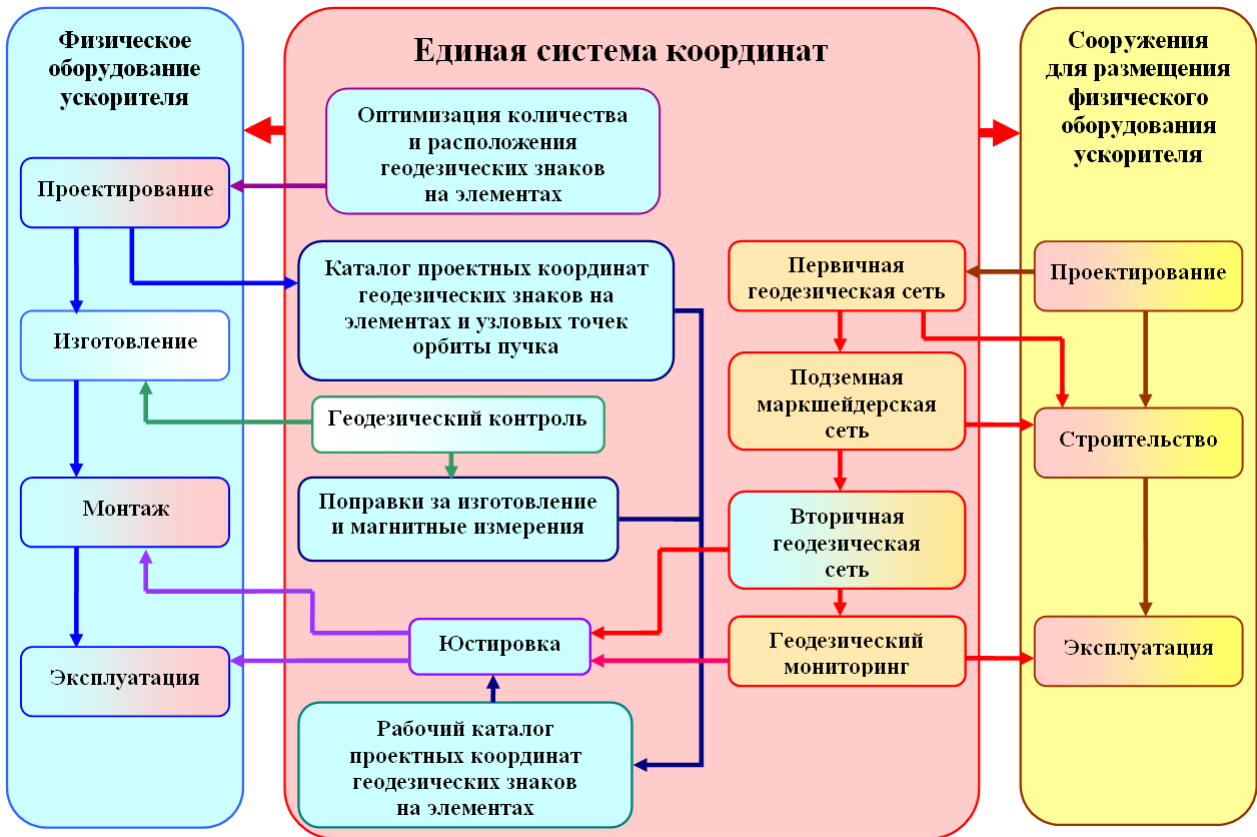 Физическое
оборудование
ускорителя
Проектирование
Изготовление
Монтаж
Эксплуатация
Единая система координат
Оптимизация количества
и расположения
геодезических знаков
на элементах
Каталог проектных координат
геодезических знаков на
элементах и узловых точек
орбиты пучка
Геодезический контроль
Поправки за изготовление
и магнитные измерения
Юстировка
Рабочий каталог
проектных координат
геодезических знаков
на элементах
Первичная
геодезическая сеть
Подземная
маркшейдерская
сеть
Вторичная
геодезическая
сеть
Геодезический
мониторинг
Сооружения
для размещения
физического
оборудования
ускорителя
Проектирование
Строительство
Эксплуатация